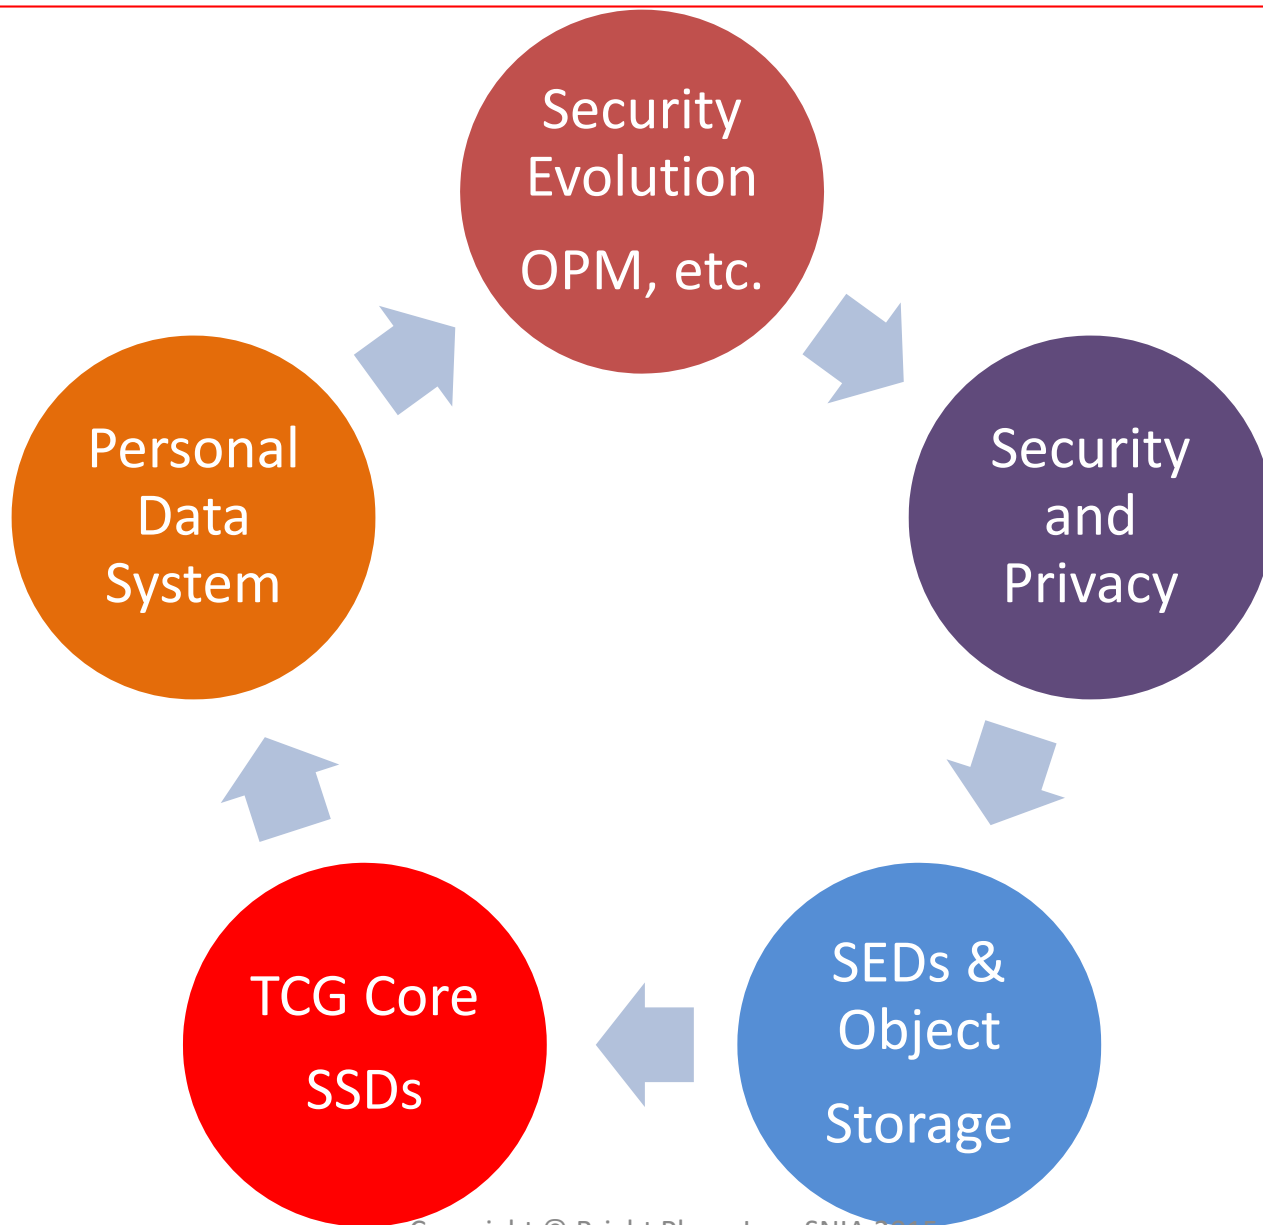 Security
Evolution
OPM, etc.
Security
and
Privacy
SEDs &
Object
Storage
TCG Core
SSDs
Personal
Data
System